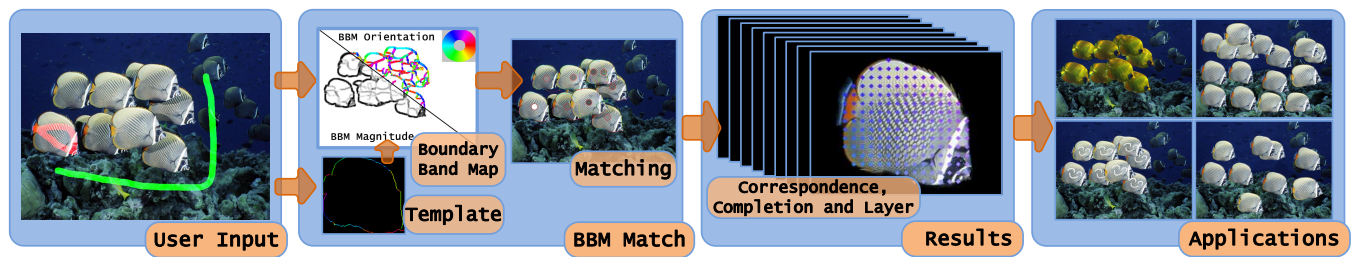 User Input
BBM Orientation
BBM Magnitude
Boundary
Band Map
Template
Matching
BBM Match
Correspondence,
Completion and Layer
Results
Applications